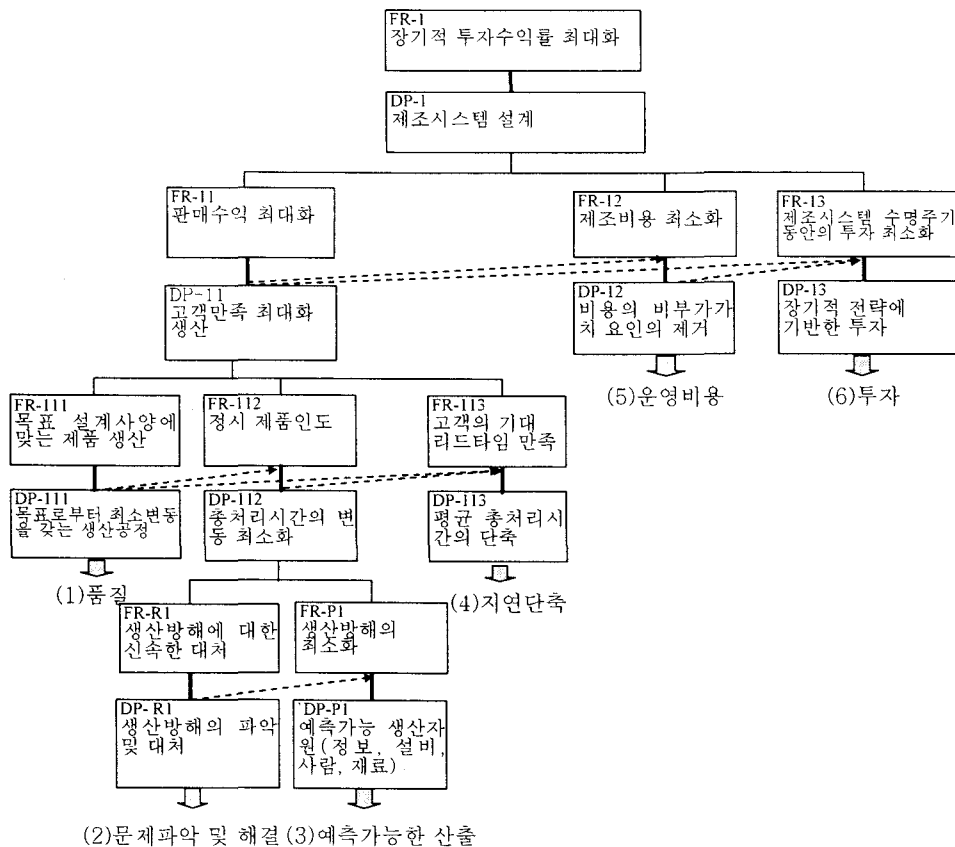 FR-1
장기적 투자수익률 최대화
DP-1
제조시스템 설계
FR-11
판매수익 최대화
FR-12
제조비용 최소화
FR-13
제조시스템 수명주기
동안의 투자 최소화
DP-11
고객만족 최대화
생산
DP-12
비용의 비부가가
치 요인의 제거
DP-13
장기적 전략에
기반한 투자
(5)운영비용
(6)투자
FR-111
목표 설계사양에
맞는 제품 생산
FR-112
정시 제품인도
FR-113
고객의 기대
리드타임 만족
DP-111
목표로부터 최소변동
을 갖는 생산공정
DP-112
총처리시간의 변
동 최소화
DP-113
평균 총처리시
간의 단축
(1)품질
(4)지연단축
FR-R1
생산방해에 대한
신속한 대처
FR-P1
생산방해의
최소화
DP-R1
생산방해의 파악
및 대처
DP-P1
예측가능 생산자
원(정보, 설비,
사람, 재료)
(2)문제파악 및 해결
(3)예측가능한 산출